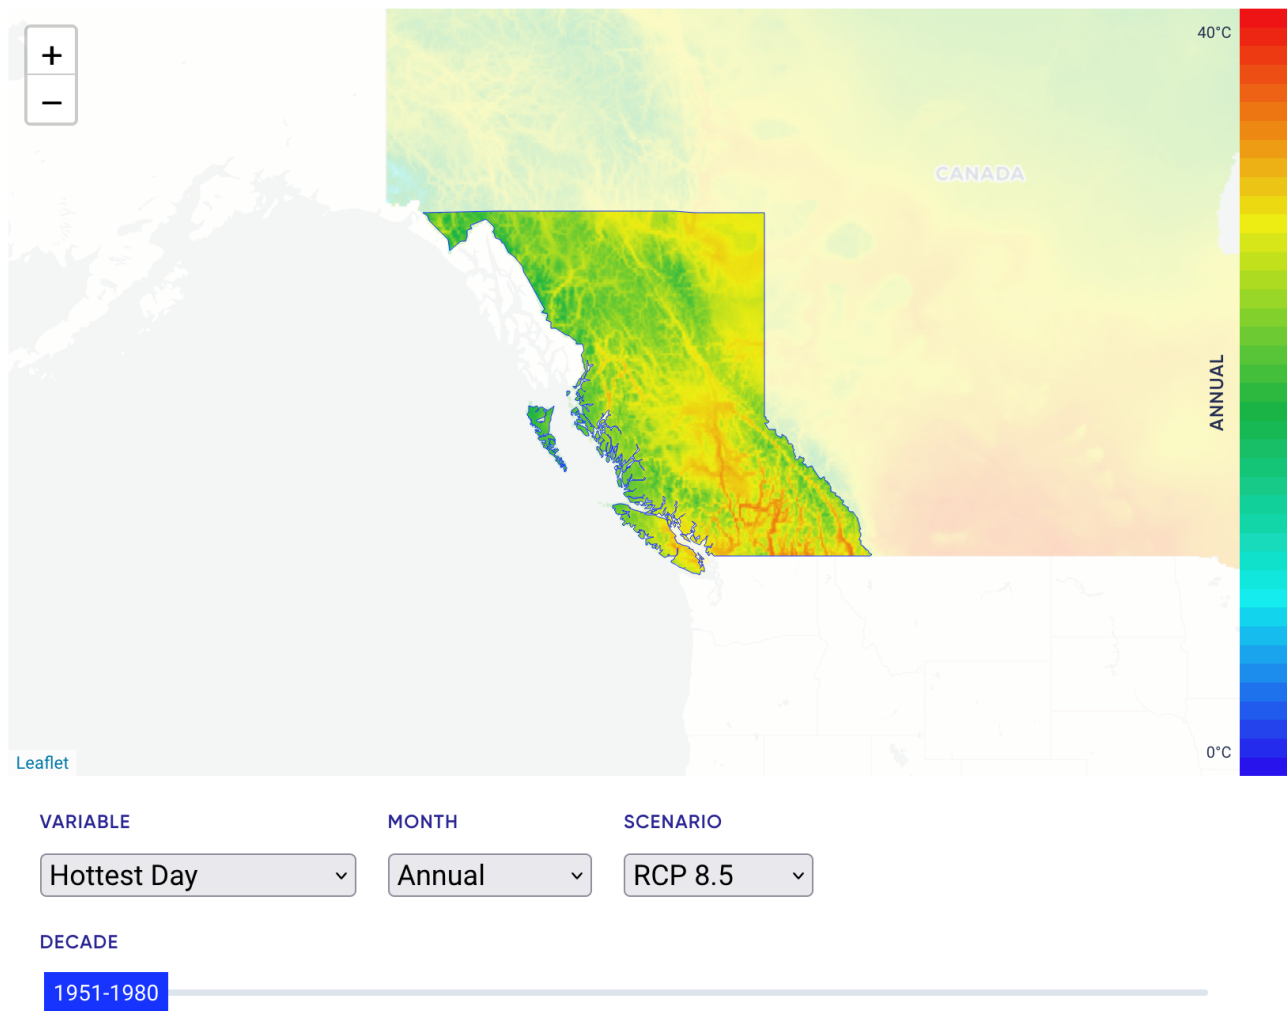 +
40°C
−
CANADA
ANNUAL
0°C
Leaflet
VARIABLE MONTH SCENARIO
Hottest Day Annual RCP 8.5
DECADE
1951-1980